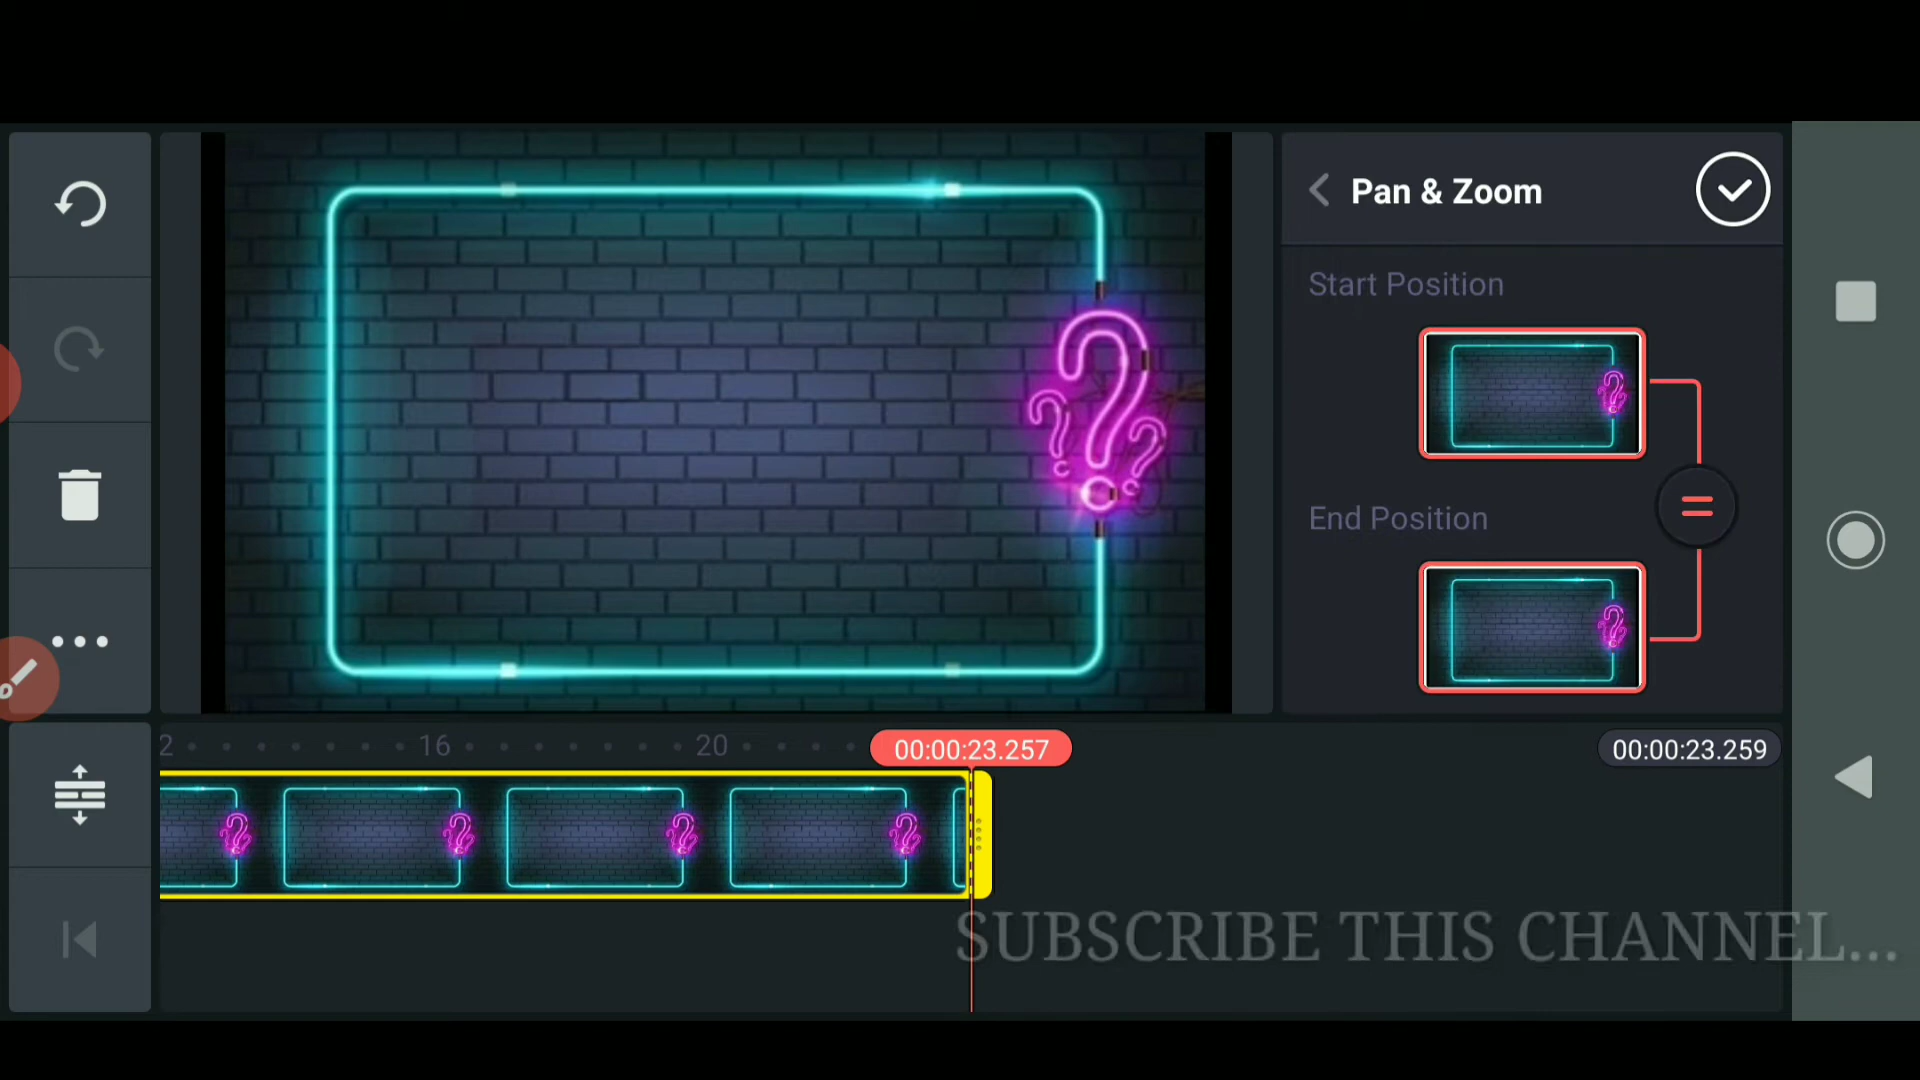 Pan & Zoom
Start Position
End Position
2
16
20
00:00:23.257
00:00:23.259
SUBSCRIBE THIS CHANNEL...